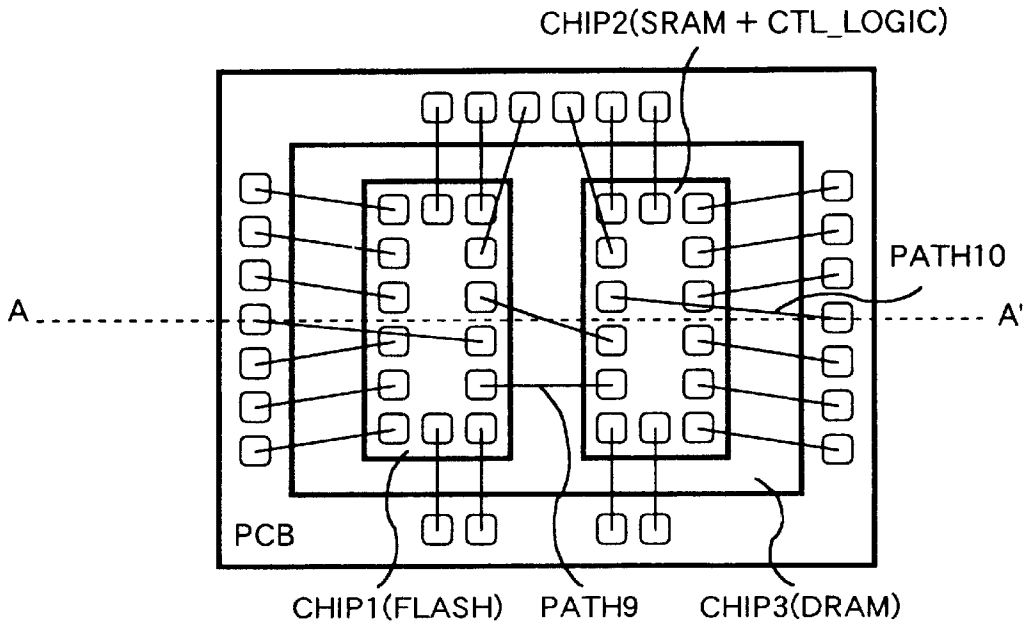 CHIP2(SRAM + CTL_LOGIC)
PATH10
A
A'
PCB
CHIP1(FLASH)
PATH9
CHIP3(DRAM)